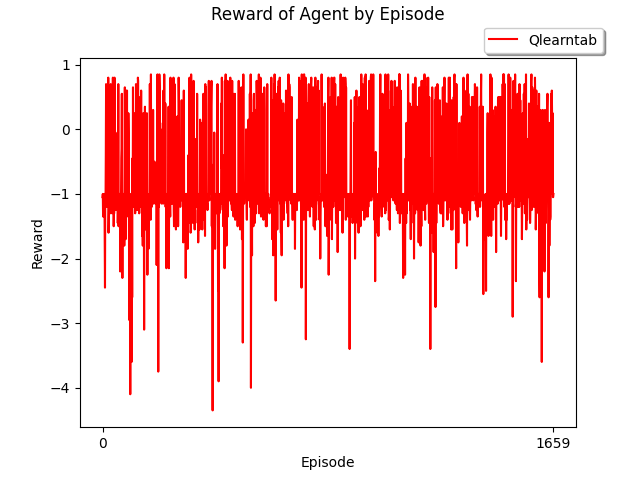 Reward of Agent by Episode
Qlearntab
1
0
−1
−2
−3
−4
Reward
0
1659
Episode